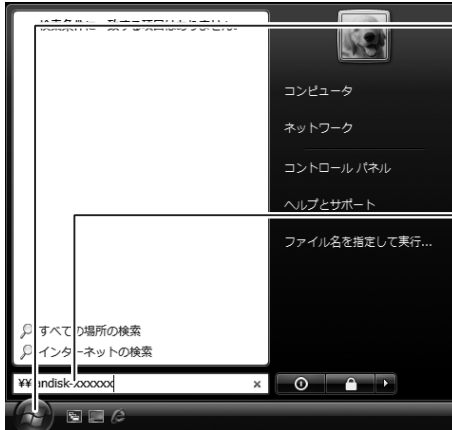 検索条件に一致する項目はありません。
コンピュータ
ネットワーク
コントロール パネル
ヘルプとサポート
ファイル名を指定して実行...
すべての場所の検索
インターネットの検索
¥¥landisk-xxxxxx